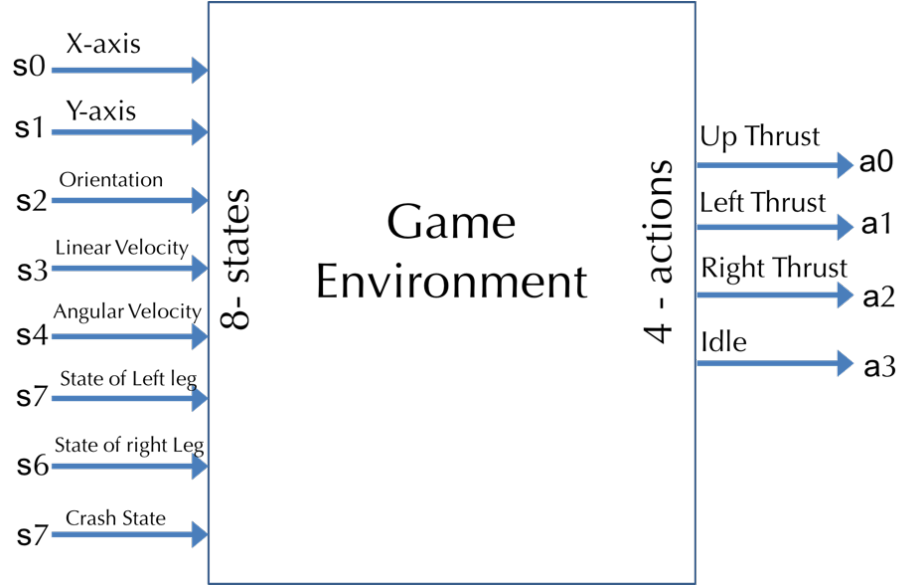 s0 X-axis
s1 Y-axis
s2 Orientation
s3 Linear Velocity
s4 Angular Velocity
s7 State of Left leg
s6 State of right Leg
s7 Crash State
8- states
Game
Environment
4 - actions
Up Thrust a0
Left Thrust a1
Right Thrust a2
Idle a3